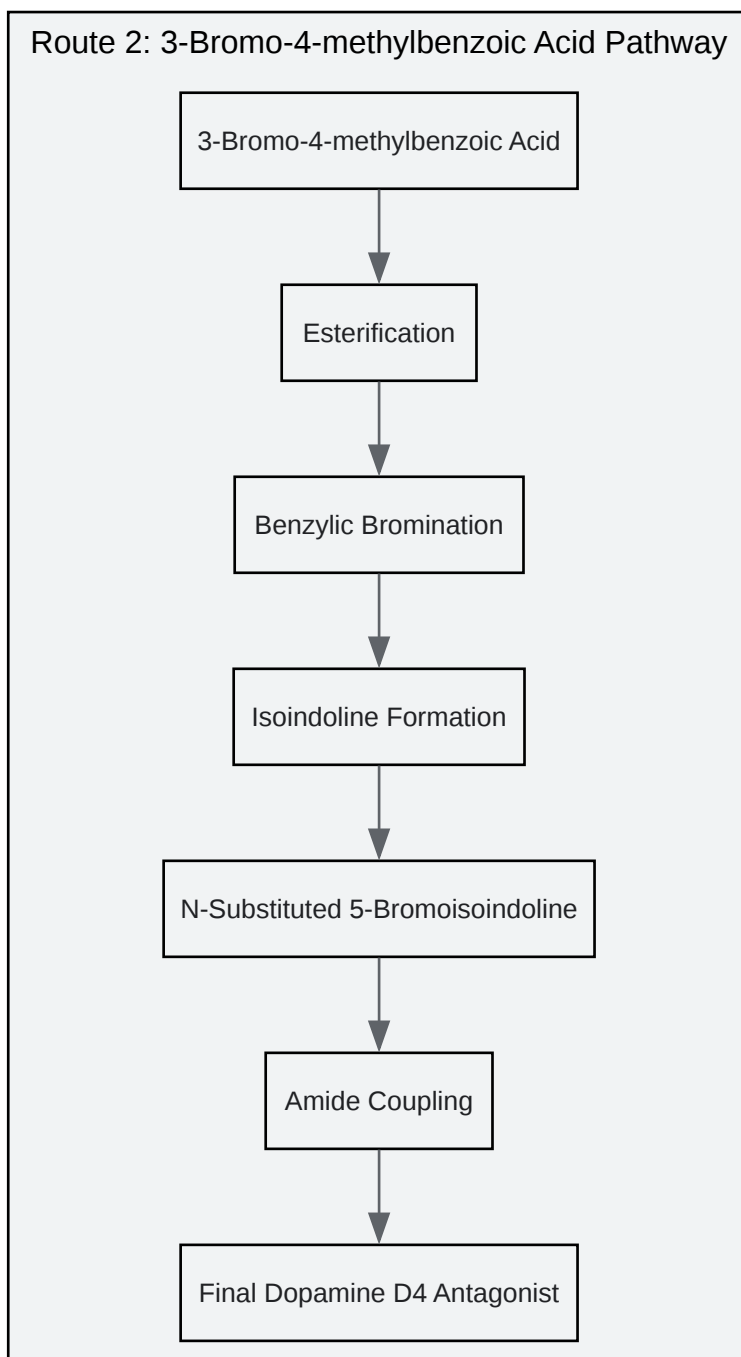 Route 2: 3-Bromo-4-methylbenzoic Acid Pathway
3-Bromo-4-methylbenzoic Acid
Esterification
Benzylic Bromination
Isoindoline Formation
N-Substituted 5-Bromoisoindoline
Amide Coupling
Final Dopamine D4 Antagonist